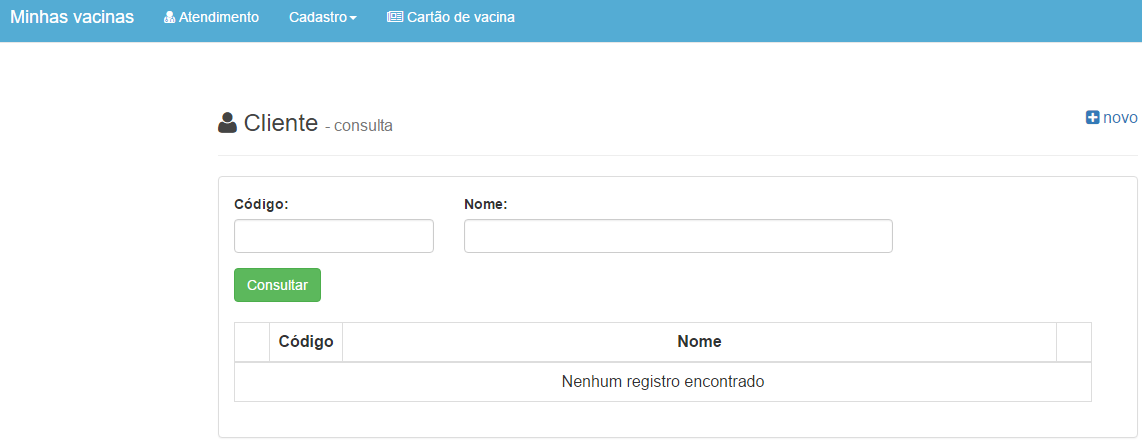 Minhas vacinas Atendimento Cadastro Cartão de vacina
Cliente - consulta novo
Código: Nome:
Consultar
Código Nome
Nenhum registro encontrado